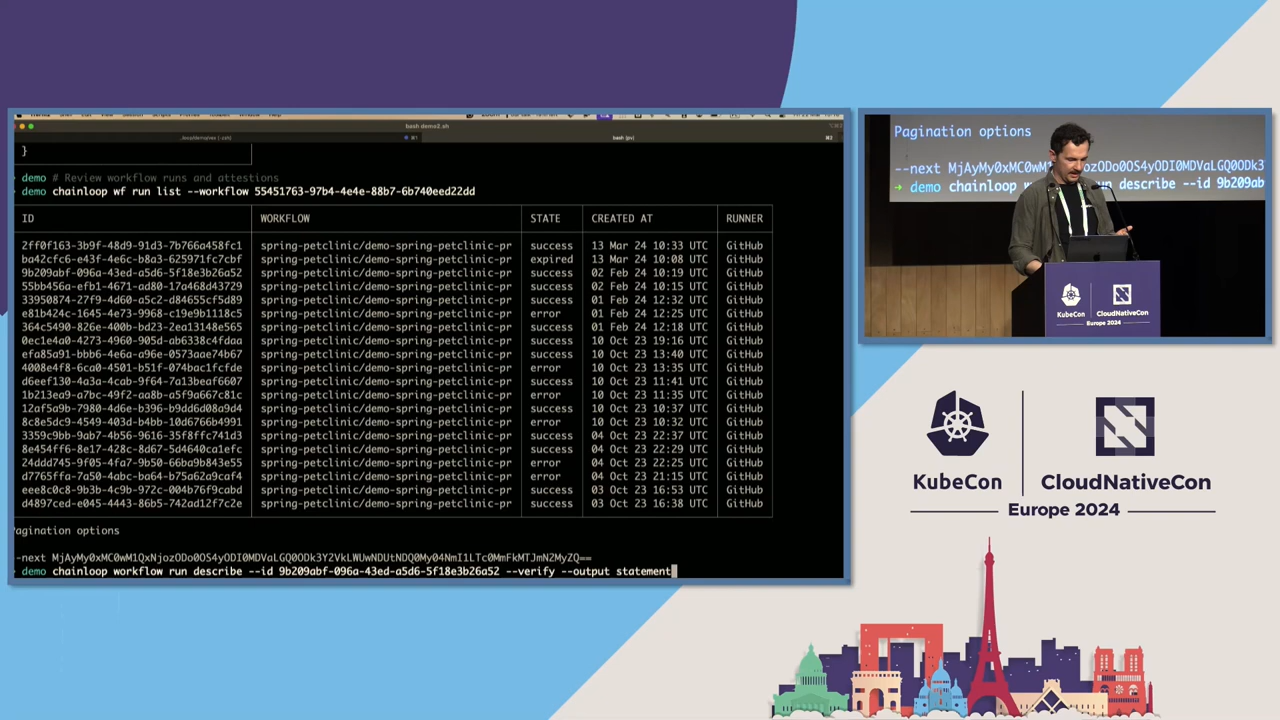 bash demo2.sh
bash (pv)
}
demo # Review workflow runs and attestions
demo chainloop wf run list --workflow 55451763-97b4-4e4e-88b7-6b740eed22dd
ID WORKFLOW STATE CREATED AT RUNNER
2ff0f163-3b9f-48d9-91d3-7b766a458fc1 spring-petclinic/demo-spring-petclinic-pr success 13 Mar 24 10:33 UTC GitHub
ba42cfc6-e43f-4e6c-b8a3-625971fc7cbf spring-petclinic/demo-spring-petclinic-pr expired 13 Mar 24 10:08 UTC GitHub
9b209abf-096a-43ed-a5d6-5f18e3b26a52 spring-petclinic/demo-spring-petclinic-pr success 02 Feb 24 10:19 UTC GitHub
55bb456a-efb1-4671-ad80-17a468d43729 spring-petclinic/demo-spring-petclinic-pr success 02 Feb 24 10:15 UTC GitHub
33950874-27f9-4d60-a5c2-d84655cf5d89 spring-petclinic/demo-spring-petclinic-pr success 01 Feb 24 12:32 UTC GitHub
e81b424c-1645-4e73-9968-c19e9b1118c5 spring-petclinic/demo-spring-petclinic-pr error 01 Feb 24 12:25 UTC GitHub
364c5490-826e-400b-bd23-2ea13148e565 spring-petclinic/demo-spring-petclinic-pr success 01 Feb 24 12:18 UTC GitHub
0ec1e4a0-4273-4960-905d-ab6338c4fdaa spring-petclinic/demo-spring-petclinic-pr success 10 Oct 23 19:16 UTC GitHub
efa85a91-bbb6-4e6a-a96e-0573aae74b67 spring-petclinic/demo-spring-petclinic-pr success 10 Oct 23 13:40 UTC GitHub
4008e4f8-6ca0-4501-b51f-074bac1fcfde spring-petclinic/demo-spring-petclinic-pr error 10 Oct 23 13:35 UTC GitHub
d6eef130-4a3a-4cab-9f64-7a13beaf6607 spring-petclinic/demo-spring-petclinic-pr success 10 Oct 23 11:41 UTC GitHub
1b213ea9-a7bc-49f2-aa8b-a5f9a667c81c spring-petclinic/demo-spring-petclinic-pr error 10 Oct 23 11:35 UTC GitHub
12af5a9b-7980-4d6e-b396-b9dd6d08a9d4 spring-petclinic/demo-spring-petclinic-pr success 10 Oct 23 10:37 UTC GitHub
8c8e5dc9-4549-403d-b4bb-10d6766b4991 spring-petclinic/demo-spring-petclinic-pr error 10 Oct 23 10:32 UTC GitHub
3359c9bb-9ab7-4b56-9616-35f8ffc741d3 spring-petclinic/demo-spring-petclinic-pr success 04 Oct 23 22:37 UTC GitHub
8e454ff6-8e17-428c-8d67-5d4640ca1efc spring-petclinic/demo-spring-petclinic-pr success 04 Oct 23 22:29 UTC GitHub
24ddd745-9f05-4fa7-9b50-66ba9b843e55 spring-petclinic/demo-spring-petclinic-pr error 04 Oct 23 22:25 UTC GitHub
d7765ffa-7a50-4abc-ba64-b75a62a9caf4 spring-petclinic/demo-spring-petclinic-pr error 04 Oct 23 21:15 UTC GitHub
eee8c0c8-9b3b-4c9b-972c-004b76f9cabd spring-petclinic/demo-spring-petclinic-pr success 03 Oct 23 16:53 UTC GitHub
d4897ced-e045-4443-86b5-742ad12f7c2e spring-petclinic/demo-spring-petclinic-pr success 03 Oct 23 16:38 UTC GitHub
agination options
-next MjAyMy0xMC0wM1QxNjozODo0OS4yODI0MDVaLGQ0ODk3Y2VkLWUwNDUtNDQ0My04NmI1LTc0MmFkMTJmN2MyZQ==
demo chainloop workflow run describe --id 9b209abf-096a-43ed-a5d6-5f18e3b26a52 --verify --output statement
Pagination options
--next MjAyMy0xMC0wM1 zODo0OS4yODI0MDVaLGQ0ODk3
→ demo chainloop w run describe --id 9b209ab
KubeCon CloudNativeCon
Europe 2024
KubeCon CloudNativeCon
Europe 2024